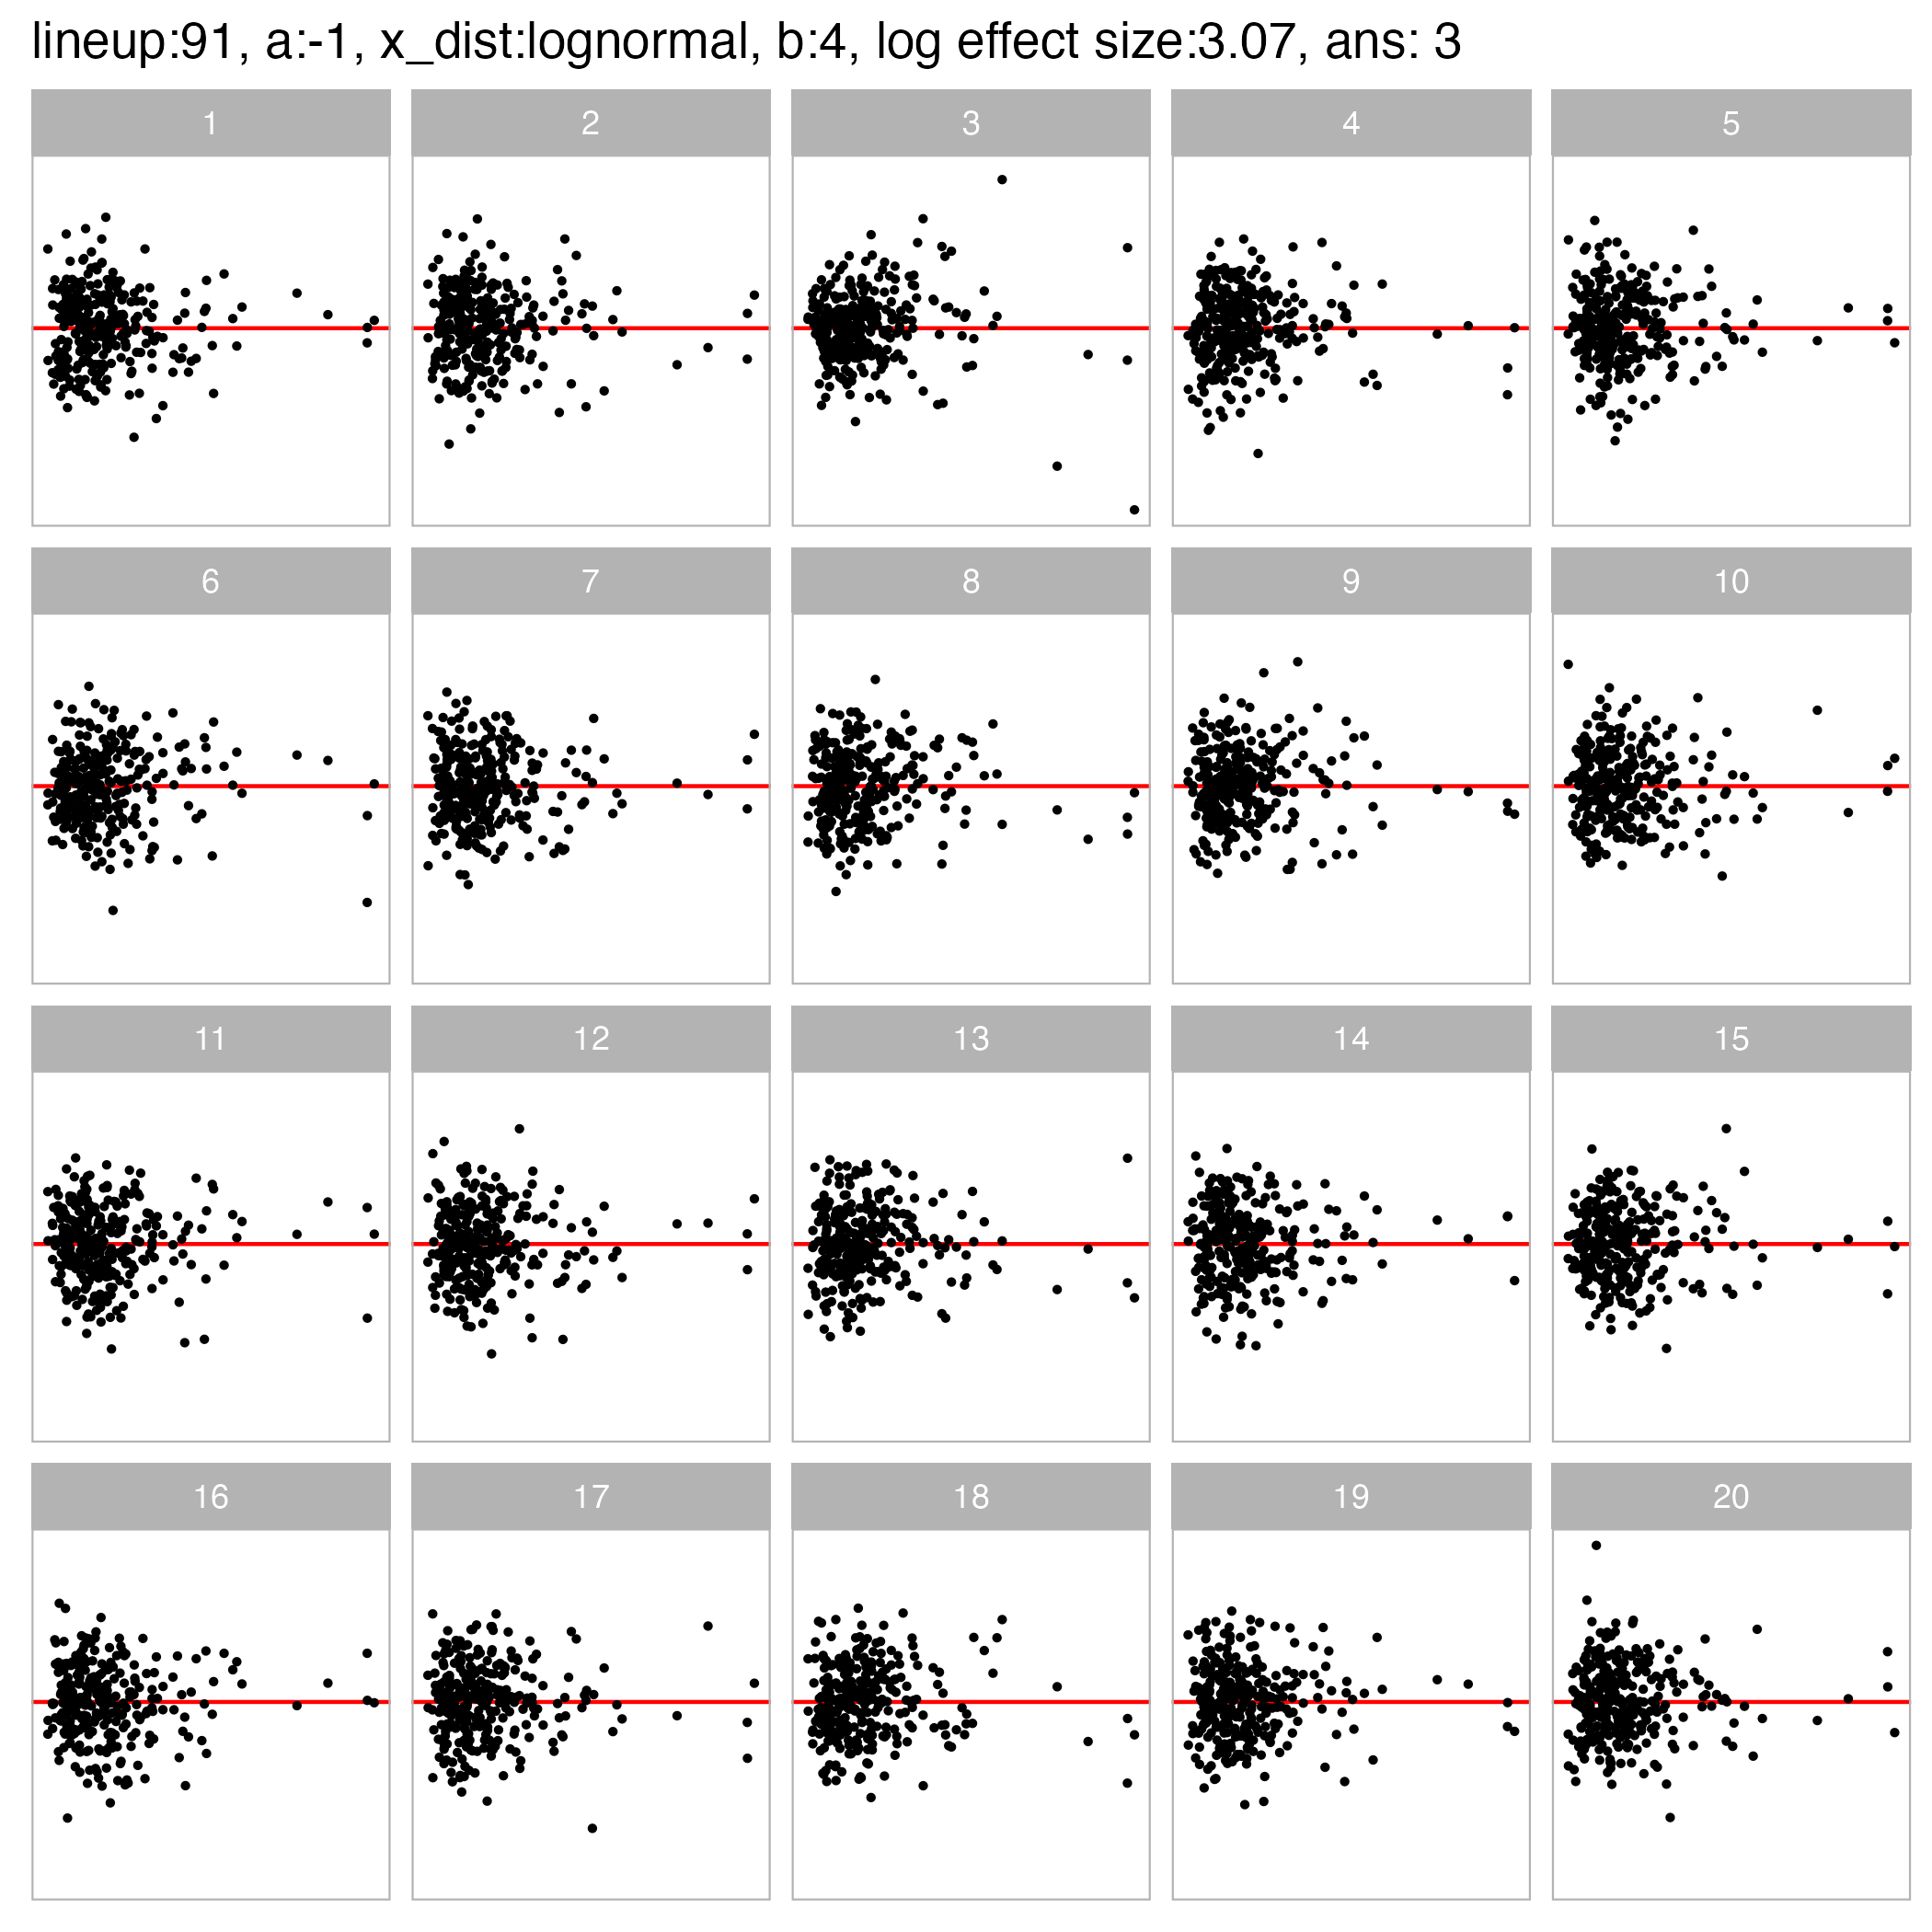 lineup:91, a:-1, x_dist:lognormal, b:4, log effect size:3.07, ans: 3
1 2 3 4 5
6 7 8 9 10
11 12 13 14 15
16 17 18 19 20